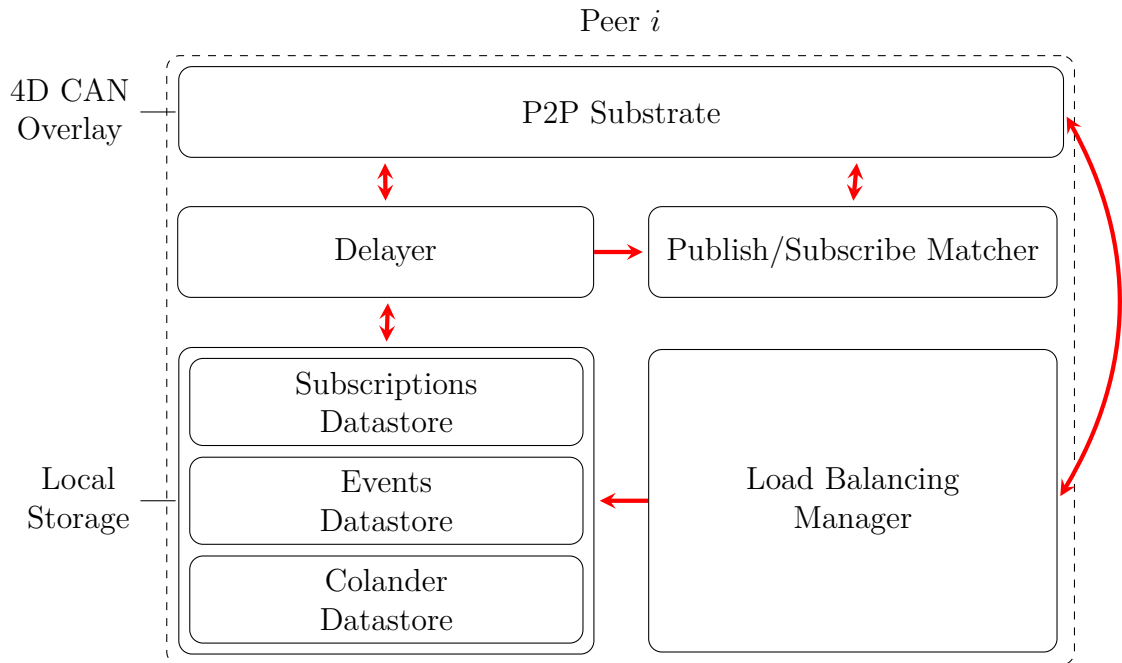 Peer i
4D CAN
Overlay
P2P Substrate
Delayer
Publish/Subscribe Matcher
Subscriptions
Datastore
Local
Storage
Events
Datastore
Load Balancing
Manager
Colander
Datastore